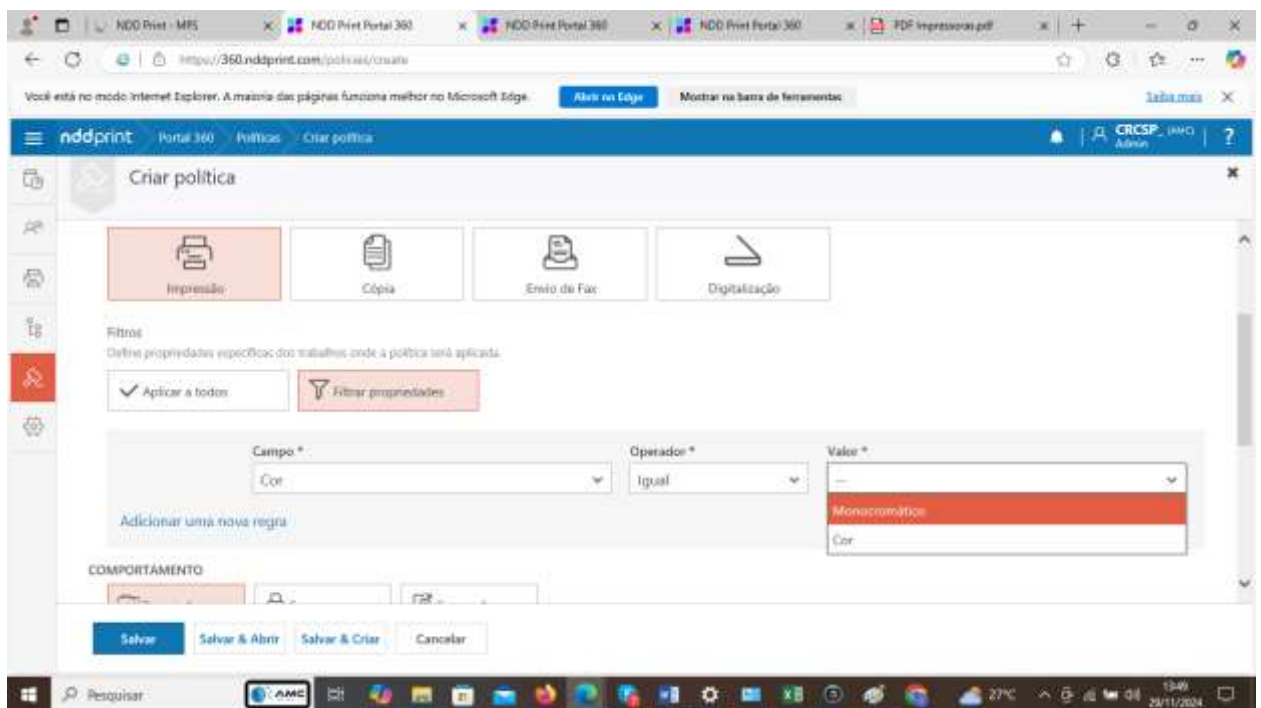 NDD Print - MPS
NDD Print Portal 360
NDD Print Portal 360
NDD Print Portal 360
PDF Impressoras.pdf
https://360.nddprint.com/policies/create
Você está no modo Internet Explorer. A maioria das páginas funciona melhor no Microsoft Edge.
Abrir no Edge
Mostrar na barra de ferramentas
Saiba mais
nddprint Portal 360 Políticas Criar política
CRCSP_ (AMC)
Admin
?
Criar política
Impressão
Cópia
Envio de Fax
Digitalização
Filtros
Define propriedades específicas dos trabalhos onde a política será aplicada.
Aplicar a todos
Filtrar propriedades
Campo *
Operador *
Valor *
Cor
Igual
---
Monocromático
Cor
Adicionar uma nova regra
COMPORTAMENTO
Salvar
Salvar & Abrir
Salvar & Criar
Cancelar
Pesquisar
AMC
27°C
13:49
29/11/2024